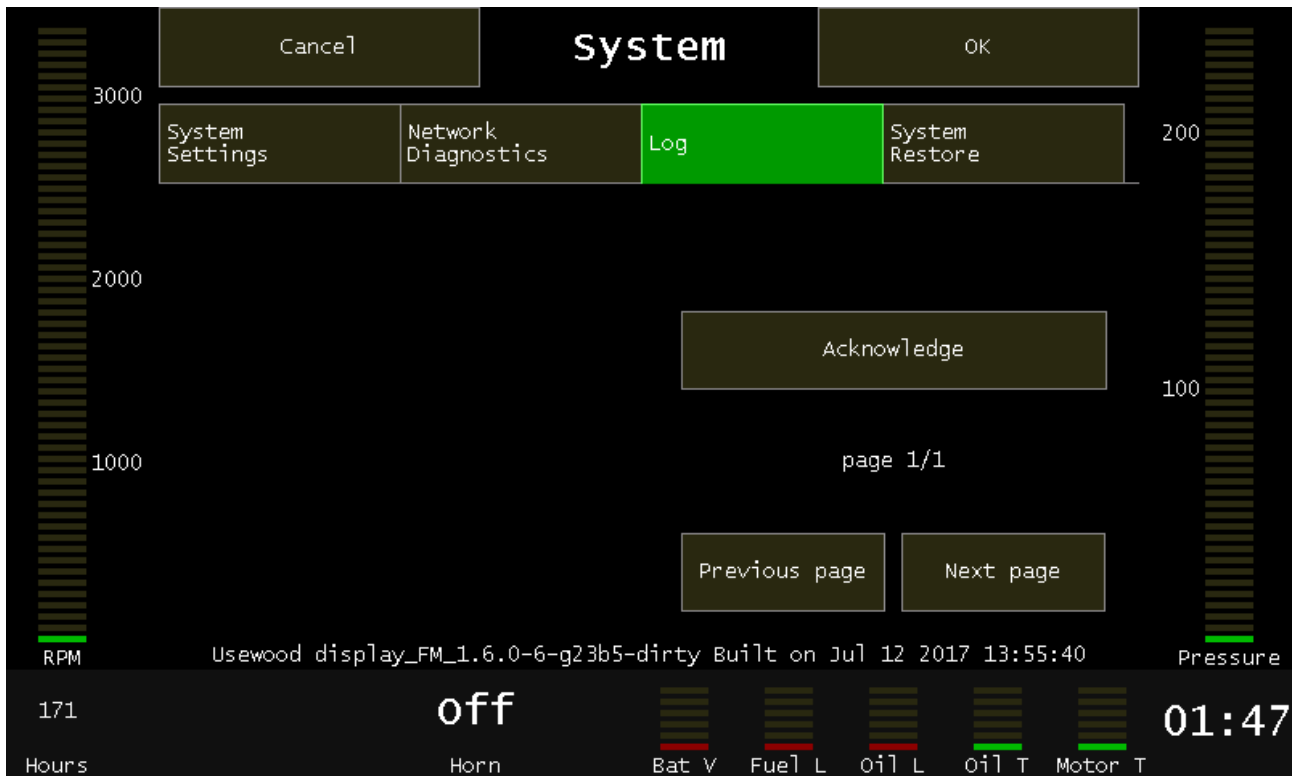 Cancel
System
OK
3000
System
Settings
Network
Diagnostics
Log
System
Restore
200
2000
Acknowledge
100
1000
page 1/1
Previous page
Next page
RPM
Usewood display_FM_1.6.0-6-g23b5-dirty Built on Jul 12 2017 13:55:40
Pressure
171
Off
01:47
Hours
Horn
Bat V
Fuel L
Oil L
Oil T
Motor T